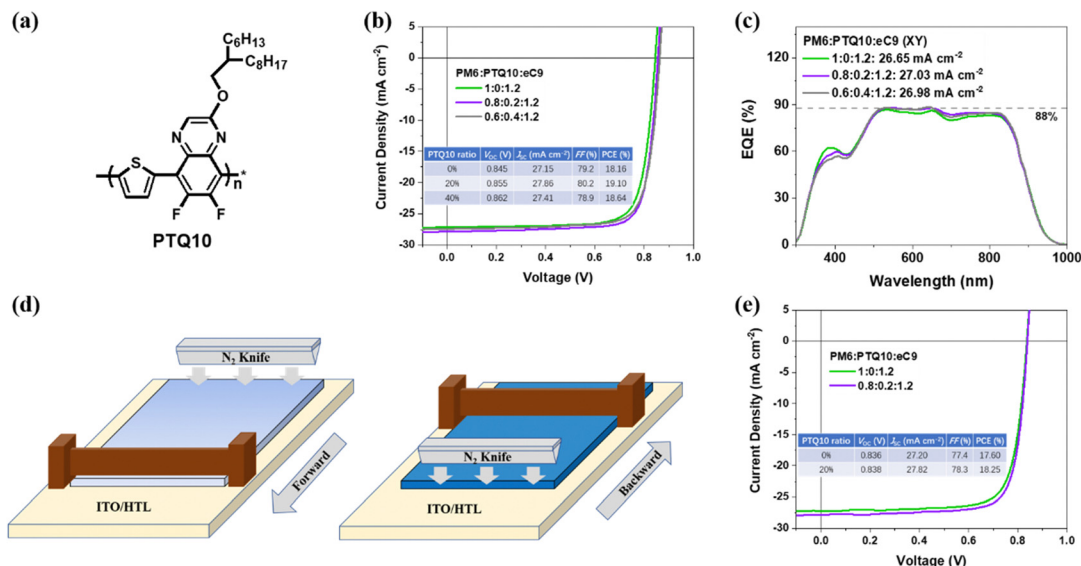 (a)
C6H13
C8H17
O
N
N
S
n
*
F
F
PTQ10
(b)
5
0
-5
-10
-15
-20
-25
-30
Current Density (mA cm-2)
PM6:PTQ10:eC9
1:0:1.2
0.8:0.2:1.2
0.6:0.4:1.2
PTQ10 ratio VOC (V) JSC (mA cm-2) FF (%) PCE (%)
0% 0.845 27.15 79.2 18.16
20% 0.855 27.86 80.2 19.10
40% 0.862 27.41 78.9 18.64
0.0 0.2 0.4 0.6 0.8 1.0
Voltage (V)
(c)
120
90
60
30
0
EQE (%)
PM6:PTQ10:eC9 (XY)
1:0:1.2: 26.65 mA cm-2
0.8:0.2:1.2: 27.03 mA cm-2
0.6:0.4:1.2: 26.98 mA cm-2
88%
400 600 800 1000
Wavelength (nm)
(d)
N2 Knife
Forward
ITO/HTL
N2 Knife
Backward
ITO/HTL
(e)
5
0
-5
-10
-15
-20
-25
-30
Current Density (mA cm-2)
PM6:PTQ10:eC9
1:0:1.2
0.8:0.2:1.2
PTQ10 ratio VOC (V) JSC (mA cm-2) FF (%) PCE (%)
0% 0.836 27.20 77.4 17.60
20% 0.838 27.82 78.3 18.25
0.0 0.2 0.4 0.6 0.8 1.0
Voltage (V)